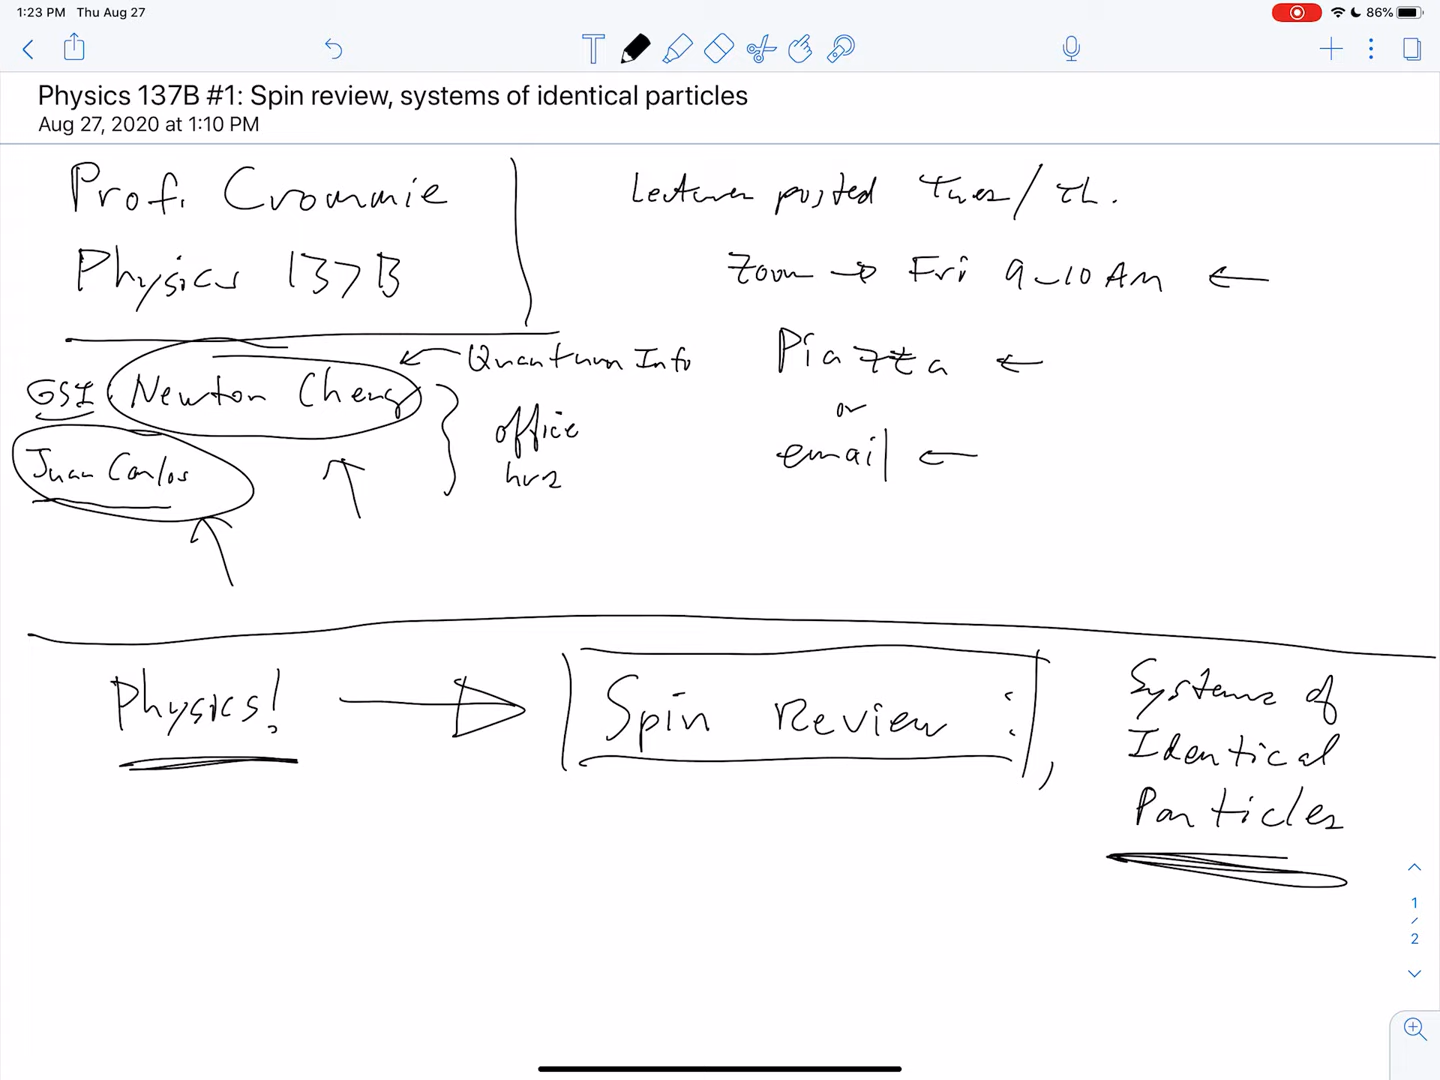 1:23 PM Thu Aug 27
86%
Physics 137B #1: Spin review, systems of identical particles
Aug 27, 2020 at 1:10 PM
Prof. Crommie
Physics 137B
GSI Newton Cheng
Quantum Info
Juan Carlos
office
hrs
Lectures posted Tues/Th.
Zoom → Fri 9-10 AM ←
Piazza ←
or
email ←
Physics! → Spin Review :,
Systems of
Identical
Particles
1
/
2